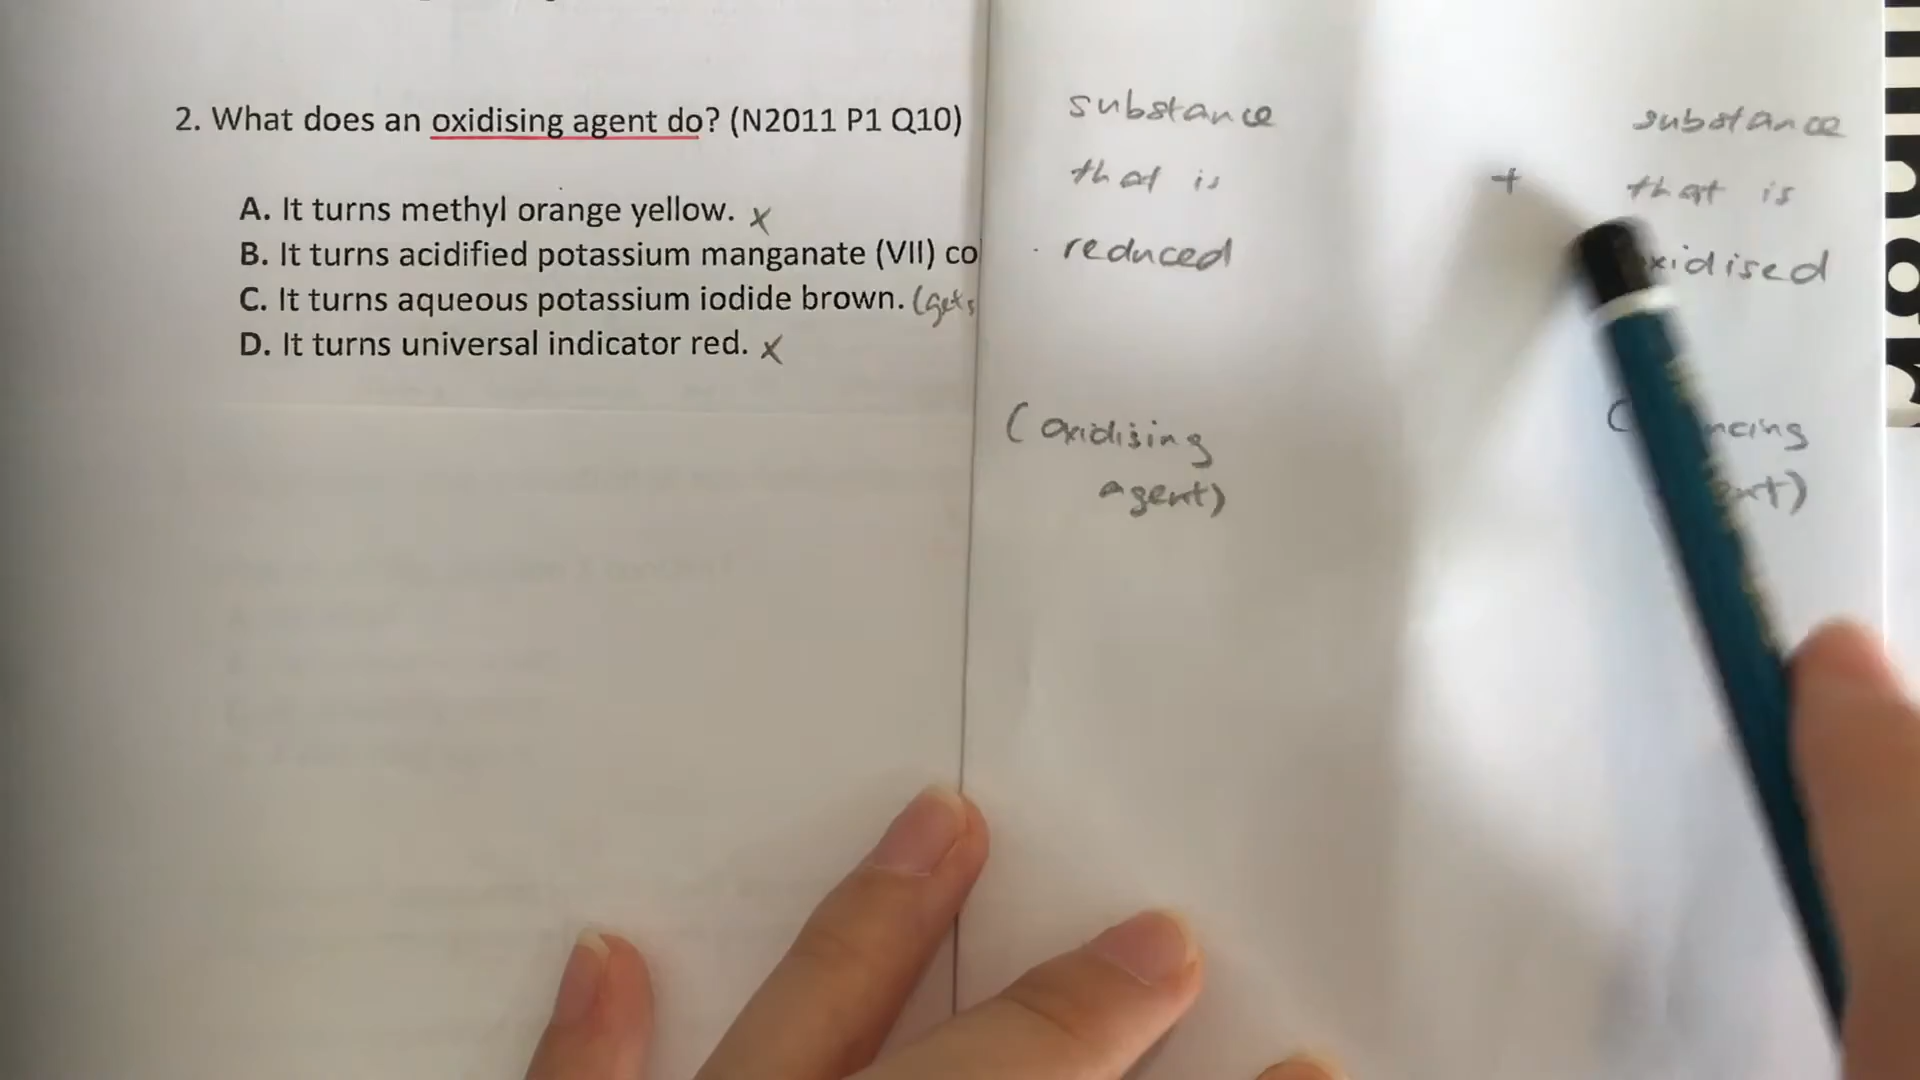 2. What does an oxidising agent do? (N2011 P1 Q10)
A. It turns methyl orange yellow. x
B. It turns acidified potassium manganate (VII) co
C. It turns aqueous potassium iodide brown. (gets
D. It turns universal indicator red. x
substance
that is
reduced
(oxidising
agent)
+
substance
that is
xidised